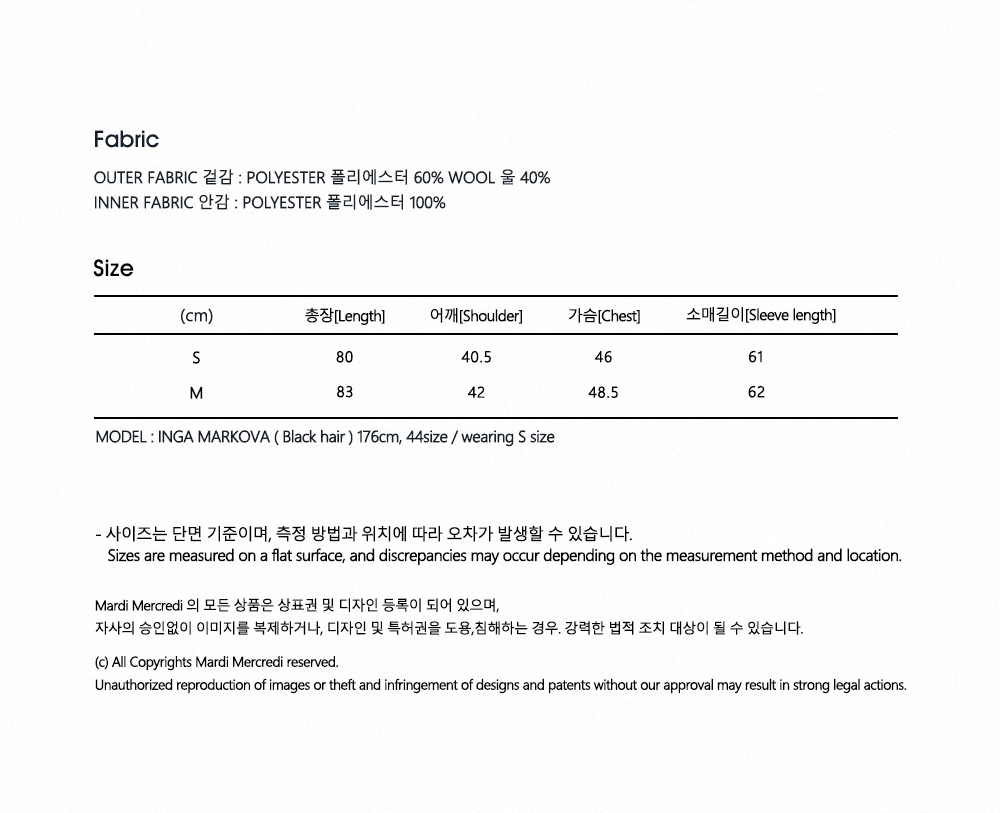 Fabric
OUTER FABRIC 겉감 : POLYESTER 폴리에스터 60% WOOL 울 40%
INNER FABRIC 안감 : POLYESTER 폴리에스터 100%
Size
(cm) 총장[Length] 어깨[Shoulder] 가슴[Chest] 소매길이[Sleeve length]
S 80 40.5 46 61
M 83 42 48.5 62
MODEL : INGA MARKOVA ( Black hair ) 176cm, 44size / wearing S size
- 사이즈는 단면 기준이며, 측정 방법과 위치에 따라 오차가 발생할 수 있습니다.
Sizes are measured on a flat surface, and discrepancies may occur depending on the measurement method and location.
Mardi Mercredi 의 모든 상품은 상표권 및 디자인 등록이 되어 있으며,
자사의 승인없이 이미지를 복제하거나, 디자인 및 특허권을 도용,침해하는 경우. 강력한 법적 조치 대상이 될 수 있습니다.
(c) All Copyrights Mardi Mercredi reserved.
Unauthorized reproduction of images or theft and infringement of designs and patents without our approval may result in strong legal actions.